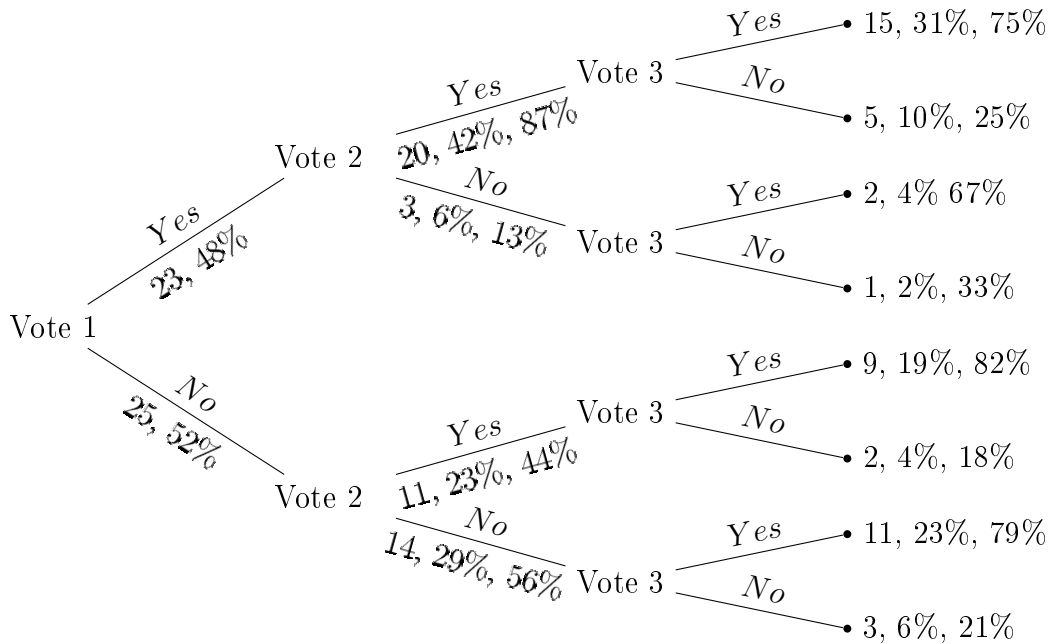 Yes
15, 31%, 75%
Vote 3
No
5, 10%, 25%
Yes
20, 42%, 87%
Vote 2
No
3, 6%, 13%
Yes
2, 4% 67%
Vote 3
No
1, 2%, 33%
Yes
23, 48%
Vote 1
No
25, 52%
Yes
9, 19%, 82%
Vote 3
No
2, 4%, 18%
Yes
11, 23%, 44%
Vote 2
No
14, 29%, 56%
Yes
11, 23%, 79%
Vote 3
No
3, 6%, 21%